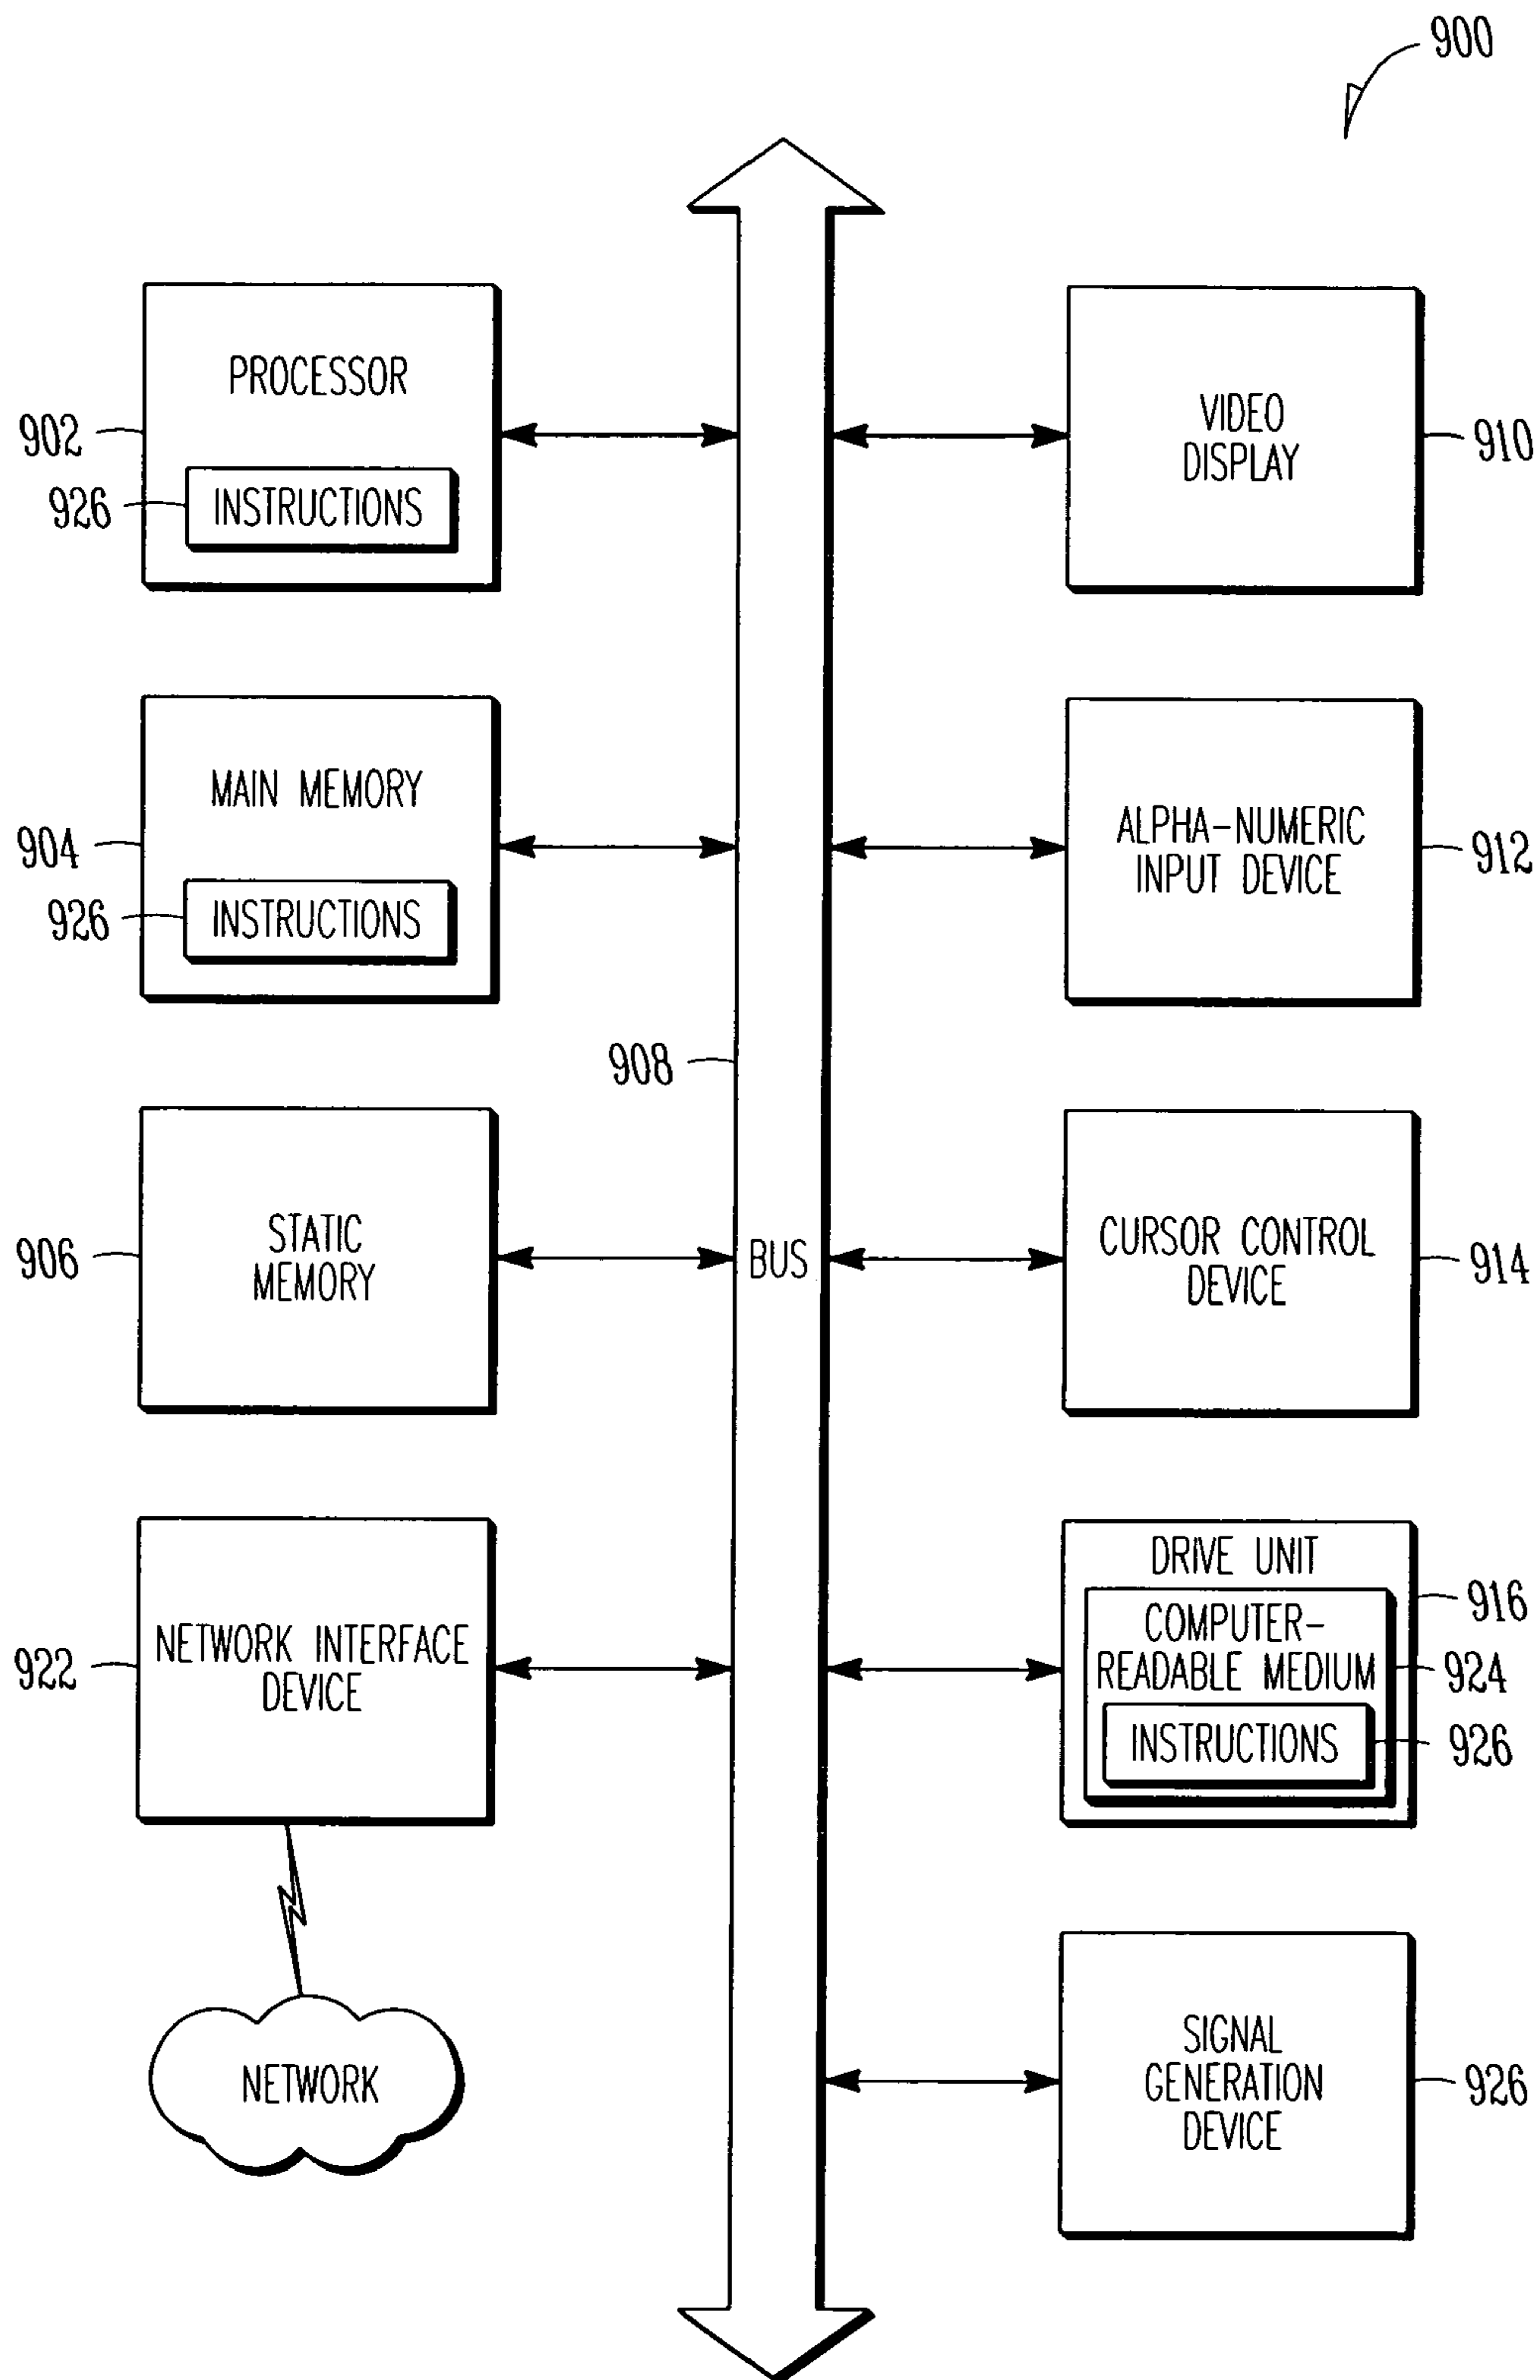 900
PROCESSOR
902
926
INSTRUCTIONS
MAIN MEMORY
904
926
INSTRUCTIONS
908
STATIC
MEMORY
906
NETWORK INTERFACE
DEVICE
922
NETWORK
BUS
VIDEO
DISPLAY
910
ALPHA-NUMERIC
INPUT DEVICE
912
CURSOR CONTROL
DEVICE
914
DRIVE UNIT
916
COMPUTER-
READABLE MEDIUM
924
INSTRUCTIONS
926
SIGNAL
GENERATION
DEVICE
926